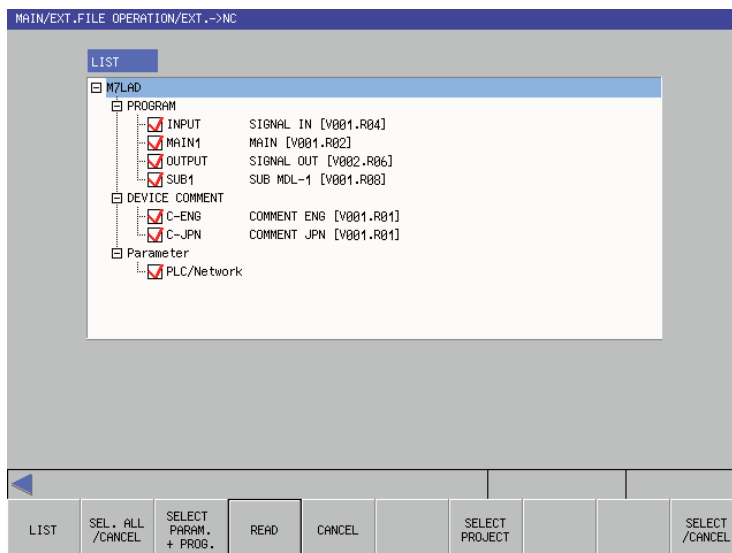 MAIN/EXT.FILE OPERATION/EXT.->NC
LIST
M7LAD
PROGRAM
INPUT SIGNAL IN [V001.R04]
MAIN1 MAIN [V001.R02]
OUTPUT SIGNAL OUT [V002.R06]
SUB1 SUB MDL-1 [V001.R08]
DEVICE COMMENT
C-ENG COMMENT ENG [V001.R01]
C-JPN COMMENT JPN [V001.R01]
Parameter
PLC/Network
LIST
SEL. ALL
/CANCEL
SELECT
PARAM.
+ PROG.
READ
CANCEL
SELECT
PROJECT
SELECT
/CANCEL